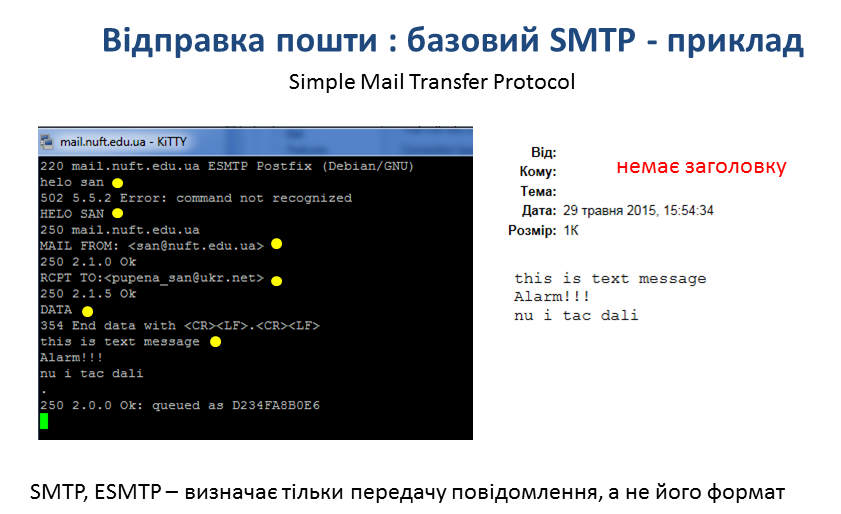 Відправка пошти : базовий SMTP - приклад
Simple Mail Transfer Protocol
mail.nuft.edu.ua - KiTTY
220 mail.nuft.edu.ua ESMTP Postfix (Debian/GNU)
helo san
502 5.5.2 Error: command not recognized
HELO SAN
250 mail.nuft.edu.ua
MAIL FROM: <san@nuft.edu.ua>
250 2.1.0 Ok
RCPT TO:<pupena_san@ukr.net>
250 2.1.5 Ok
DATA
354 End data with <CR><LF>.<CR><LF>
this is text message
Alarm!!!
nu i tac dali
.
250 2.0.0 Ok: queued as D234FA8B0E6
Від:
Кому:
немає заголовку
Тема:
Дата: 29 травня 2015, 15:54:34
Розмір: 1К
this is text message
Alarm!!!
nu i tac dali
SMTP, ESMTP – визначає тільки передачу повідомлення, а не його формат